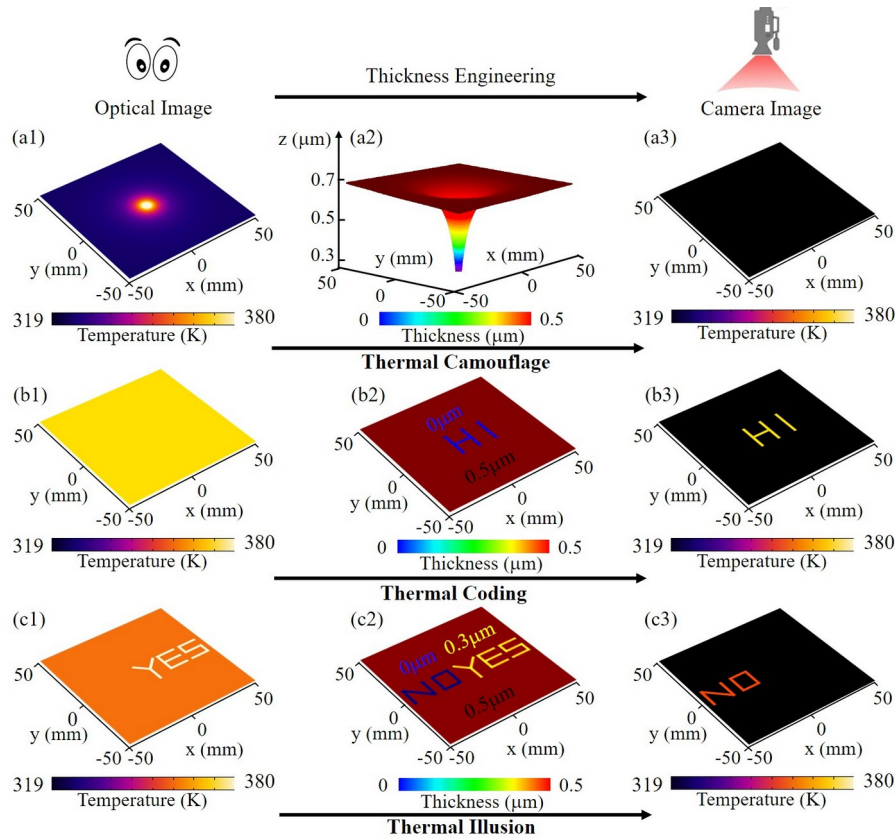 Optical Image
Thickness Engineering
Camera Image
(a1)
50
y (mm)
0
-50
-50
x (mm)
0
50
319
380
Temperature (K)
z (μm)
(a2)
0.7
0.5
0.3
50
y (mm)
0
-50
-50
x (mm)
0
50
0
0.5
Thickness (μm)
(a3)
50
y (mm)
0
-50
-50
x (mm)
0
50
319
380
Temperature (K)
Thermal Camouflage
(b1)
50
y (mm)
0
-50
-50
x (mm)
0
50
319
380
Temperature (K)
(b2)
0μm
HI
0.5μm
50
y (mm)
0
-50
-50
x (mm)
0
50
0
0.5
Thickness (μm)
(b3)
HI
50
y (mm)
0
-50
-50
x (mm)
0
50
319
380
Temperature (K)
Thermal Coding
(c1)
YES
50
y (mm)
0
-50
-50
x (mm)
0
50
319
380
Temperature (K)
(c2)
0μm
0.3μm
NOYES
0.5μm
50
y (mm)
0
-50
-50
x (mm)
0
50
0
0.5
Thickness (μm)
(c3)
NO
50
y (mm)
0
-50
-50
x (mm)
0
50
319
380
Temperature (K)
Thermal Illusion